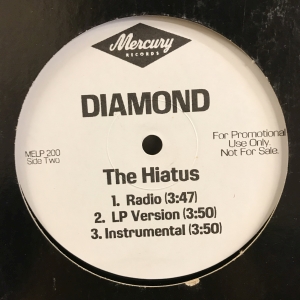 Mercury
RECORDS
DIAMOND
MELP 200
Side Two
For Promotional
Use Only.
Not For Sale.
The Hiatus
1. Radio (3:47)
2. LP Version (3:50)
3. Instrumental (3:50)